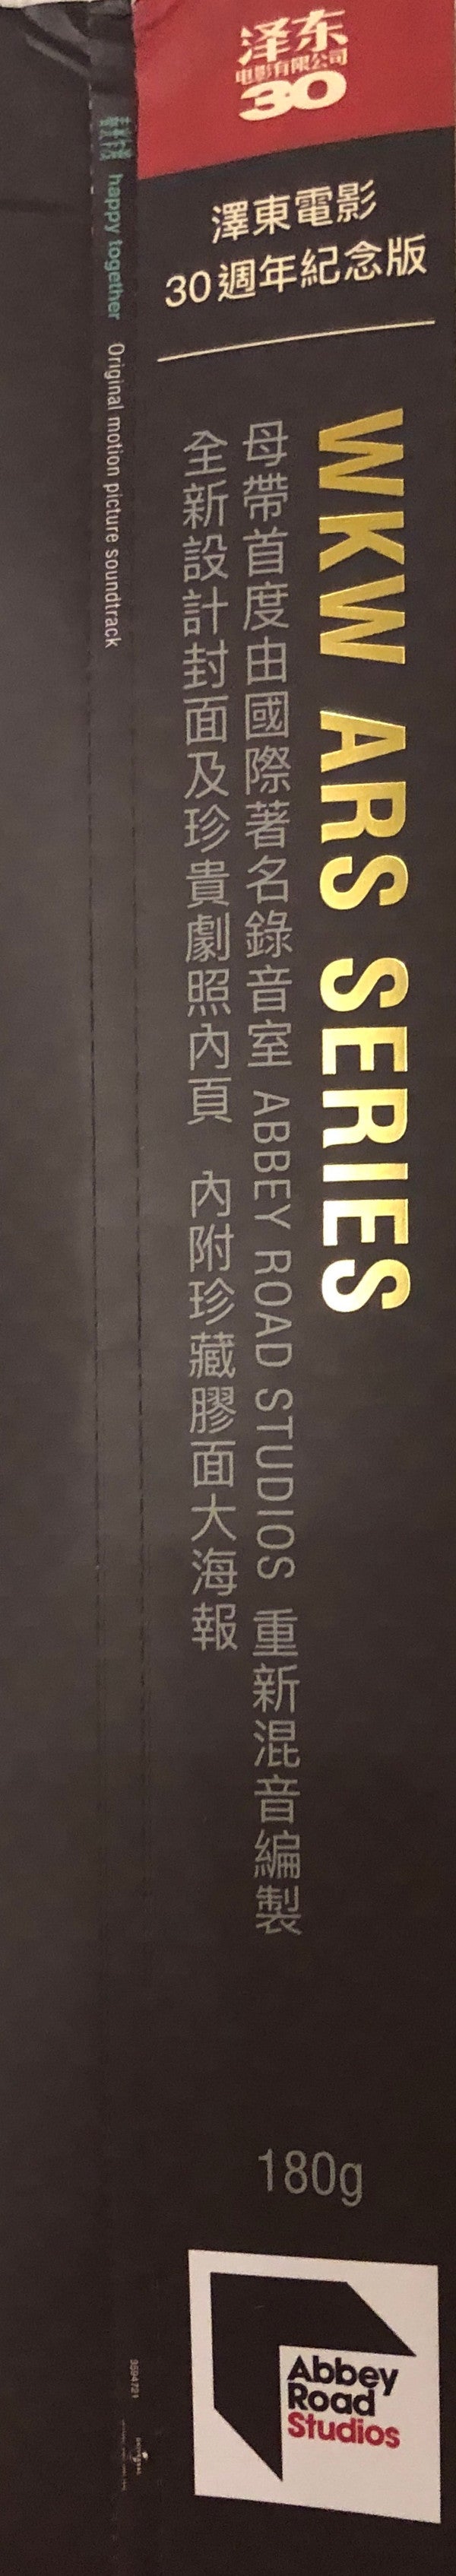 泽东
电影有限公司
30
澤東電影
30週年紀念版
WKW ARS SERIES
母帶首度由國際著名錄音室 ABBEY ROAD STUDIOS 重新混音編製
全新設計封面及珍貴劇照內頁 內附珍藏膠面大海報
happy together Original motion picture soundtrack
180g
Abbey
Road
Studios